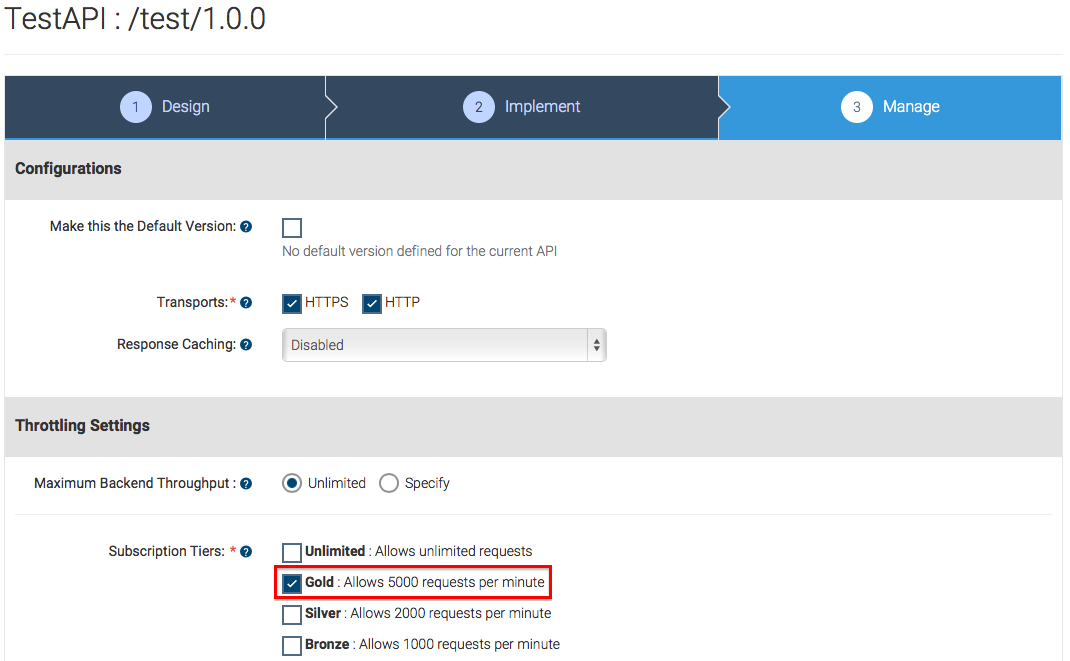 TestAPI : /test/1.0.0
1 Design 2 Implement 3 Manage
Configurations
Make this the Default Version: ?
No default version defined for the current API
Transports:* ? HTTPS HTTP
Response Caching: ? Disabled
Throttling Settings
Maximum Backend Throughput : ? Unlimited Specify
Subscription Tiers: * ? Unlimited : Allows unlimited requests
Gold : Allows 5000 requests per minute
Silver : Allows 2000 requests per minute
Bronze : Allows 1000 requests per minute